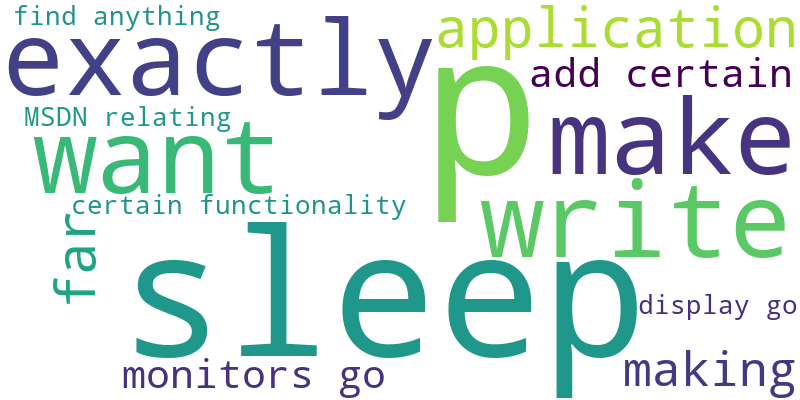 find anything
exactly
application
p
add certain
MSDN relating
want
make
certain functionality
write
far
sleep
display go
monitors go
making